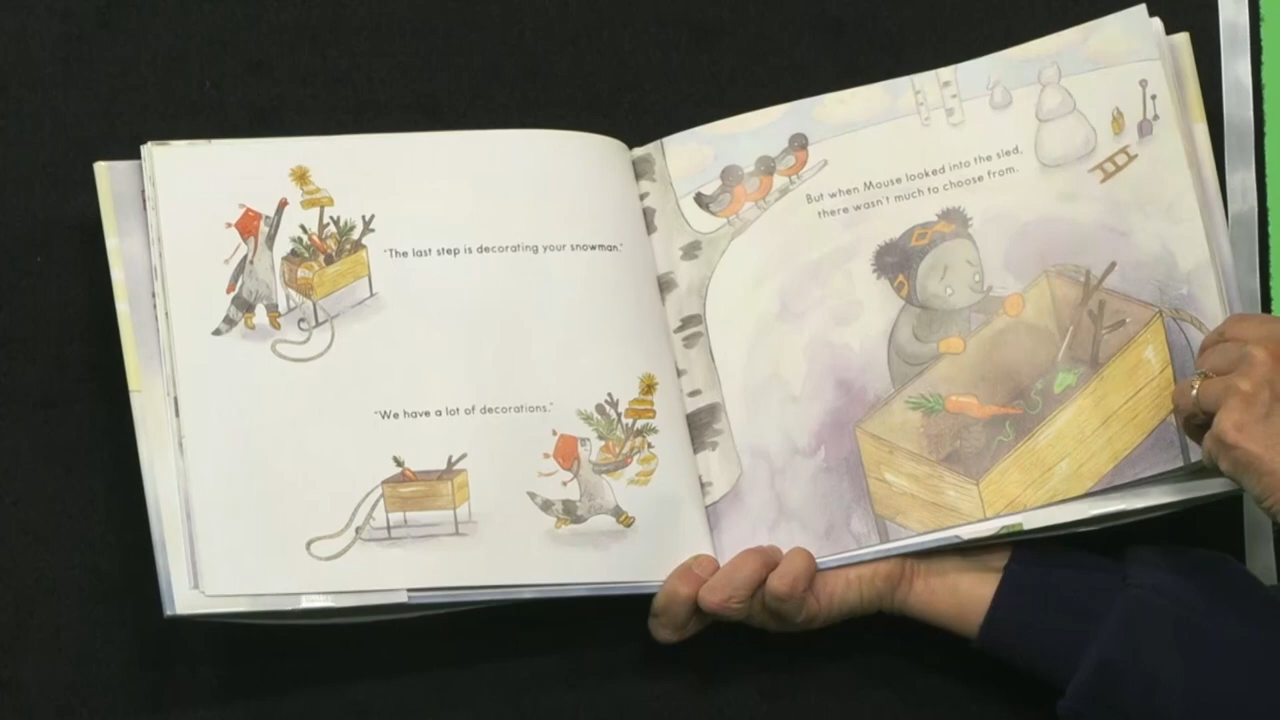 "The last step is decorating your snowman."
"We have a lot of decorations."
But when Mouse looked into the sled,
there wasn't much to choose from.